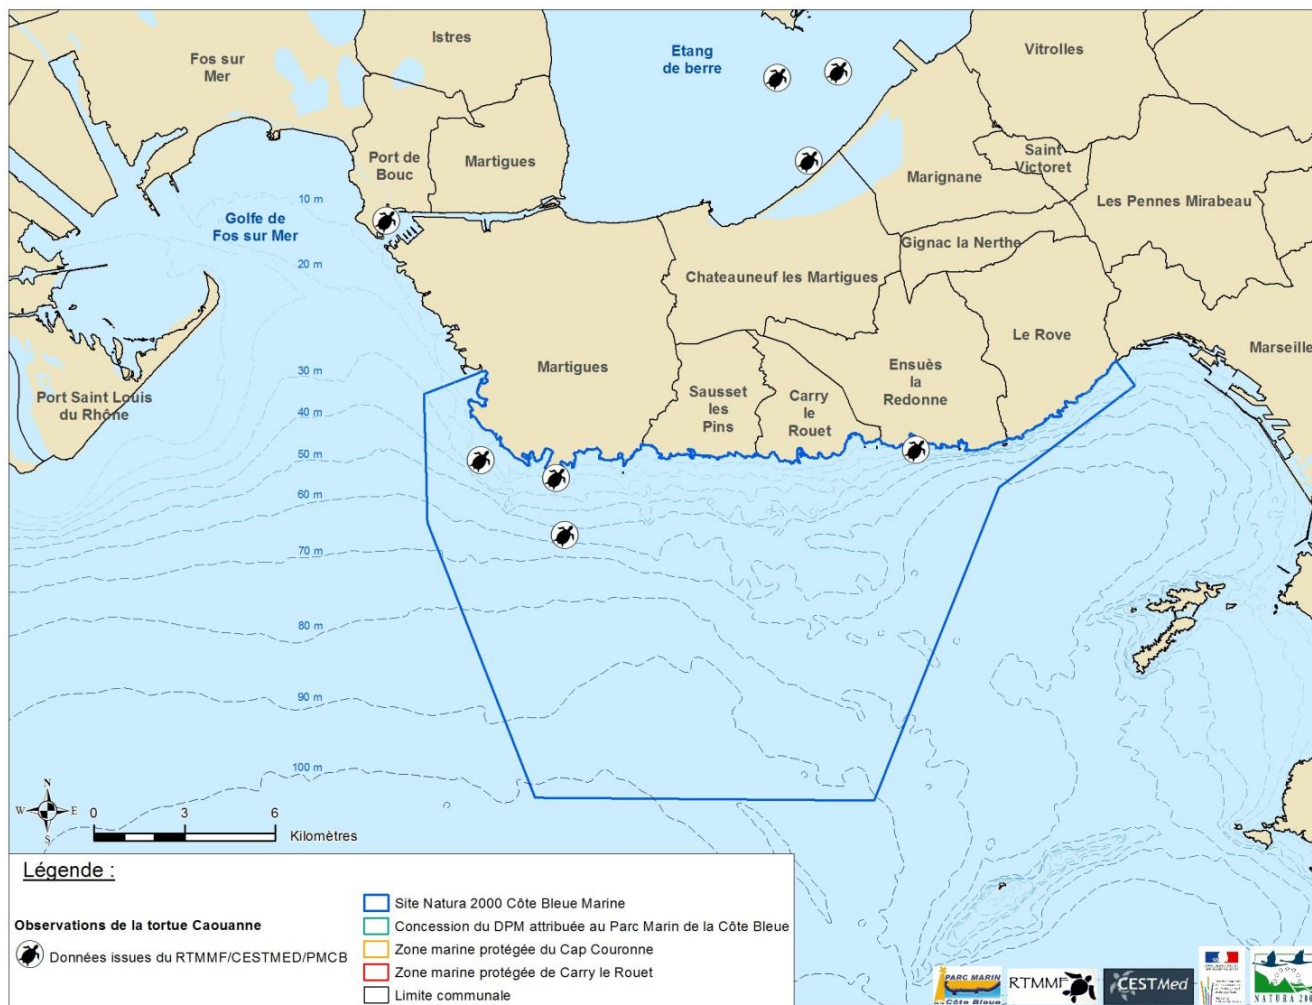 Istres
Vitrolles
Fos sur
Mer
Etang
de berre
Port de
Bouc
Martigues
Saint
Victoret
Marignane
Les Pennes Mirabeau
10 m
Golfe de
Fos sur Mer
Gignac la Nerthe
20 m
Chateauneuf les Martigues
Le Rove
Marseille
30 m
Martigues
Ensuès
la
Redonne
Port Saint Louis
du Rhône
Sausset
les
Pins
Carry
le
Rouet
40 m
50 m
60 m
70 m
80 m
90 m
100 m
N
W
E
S
0
3
6
Kilomètres
Légende :
Observations de la tortue Caouanne
Données issues du RTMMF/CESTMED/PMCB
Site Natura 2000 Côte Bleue Marine
Concession du DPM attribuée au Parc Marin de la Côte Bleue
Zone marine protégée du Cap Couronne
Zone marine protégée de Carry le Rouet
Limite communale
PARC MARIN
Côte Bleue
RTMMF
CESTMed